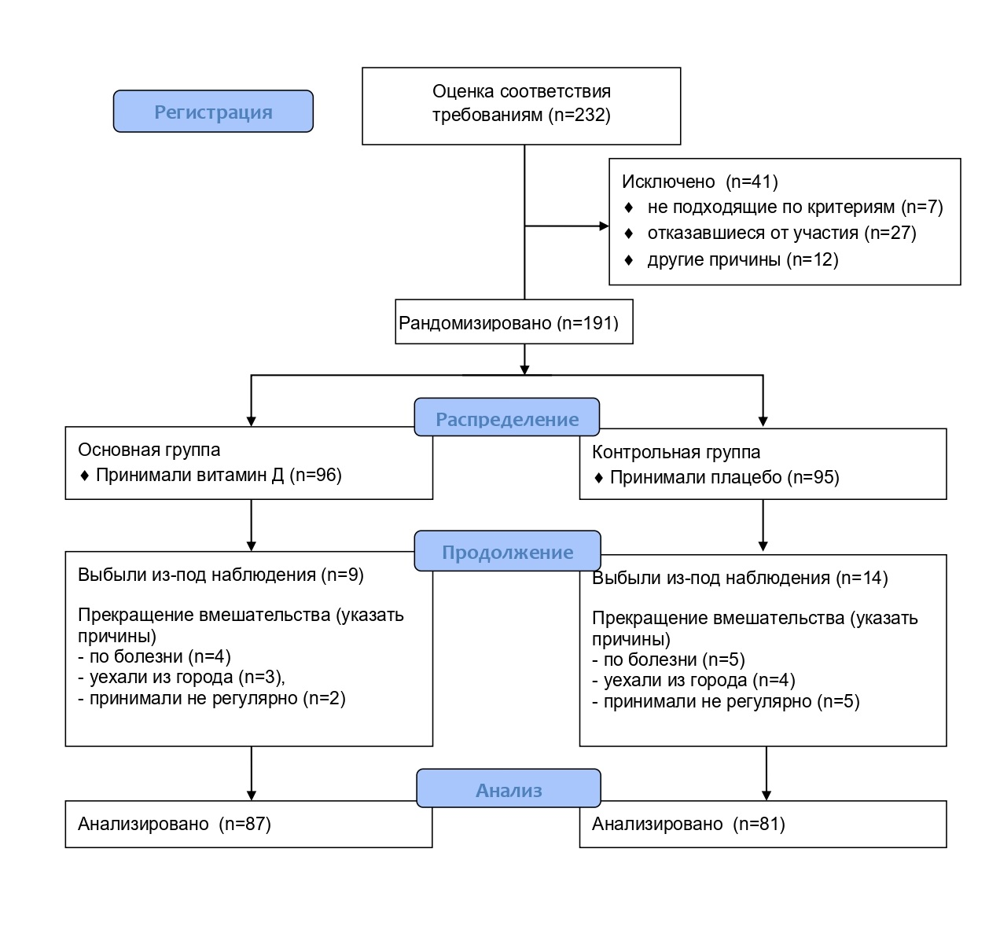 Регистрация
Оценка соответствия
требованиям (n=232)
Исключено (n=41)
♦ не подходящие по критериям (n=7)
♦ отказавшиеся от участия (n=27)
♦ другие причины (n=12)
Рандомизировано (n=191)
Распределение
Основная группа
♦ Принимали витамин Д (n=96)
Контрольная группа
♦ Принимали плацебо (n=95)
Продолжение
Выбыли из-под наблюдения (n=9)
Прекращение вмешательства (указать
причины)
- по болезни (n=4)
- уехали из города (n=3),
- принимали не регулярно (n=2)
Выбыли из-под наблюдения (n=14)
Прекращение вмешательства (указать
причины)
- по болезни (n=5)
- уехали из города (n=4)
- принимали не регулярно (n=5)
Анализ
Анализировано (n=87)
Анализировано (n=81)